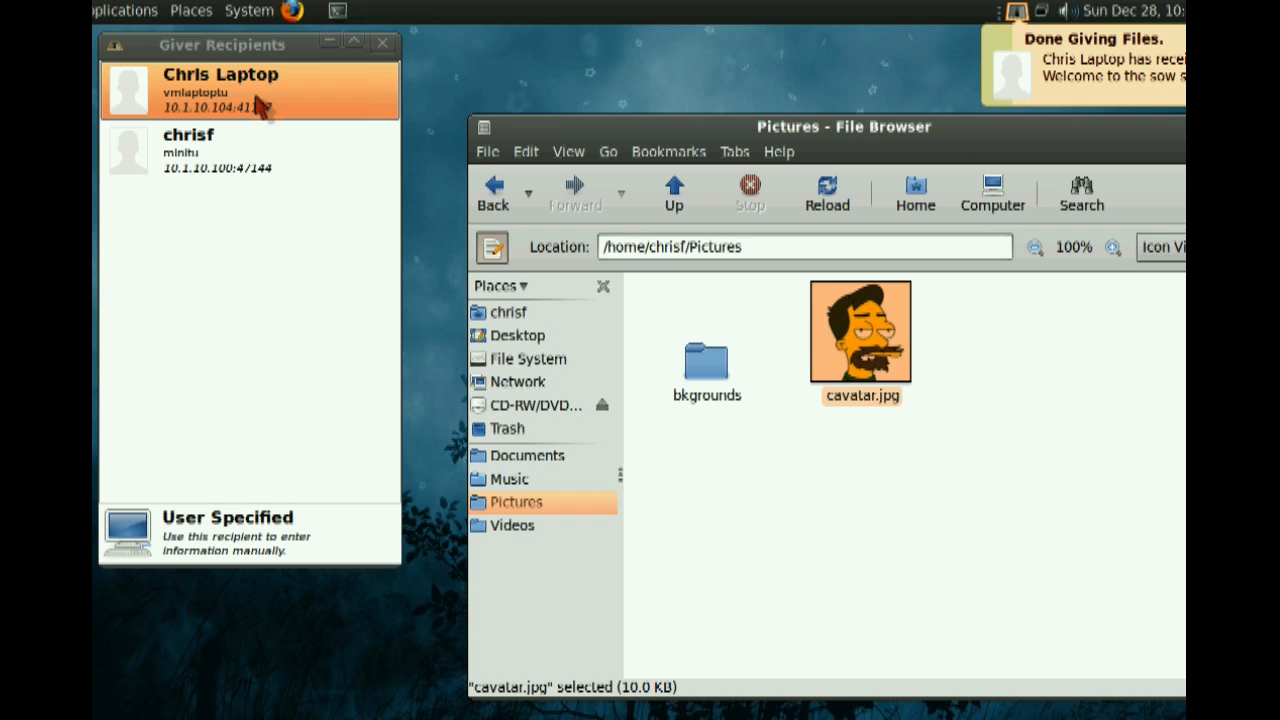 plications Places System
Sun Dec 28, 10:
Giver Recipients
Chris Laptop
vmlaptoptu
chrisf
minitu
10.1.10.100:47144
User Specified
Use this recipient to enter
information manually.
Done Giving Files.
Chris Laptop has recei
Welcome to the sow s
Pictures - File Browser
File Edit View Go Bookmarks Tabs Help
Back Forward Up Stop Reload Home Computer Search
Location: /home/chrisf/Pictures 100% Icon Vi
Places
chrisf
Desktop
File System
Network
CD-RW/DVD...
Trash
Documents
Music
Pictures
Videos
bkgrounds
cavatar.jpg
"cavatar.jpg" selected (10.0 KB)